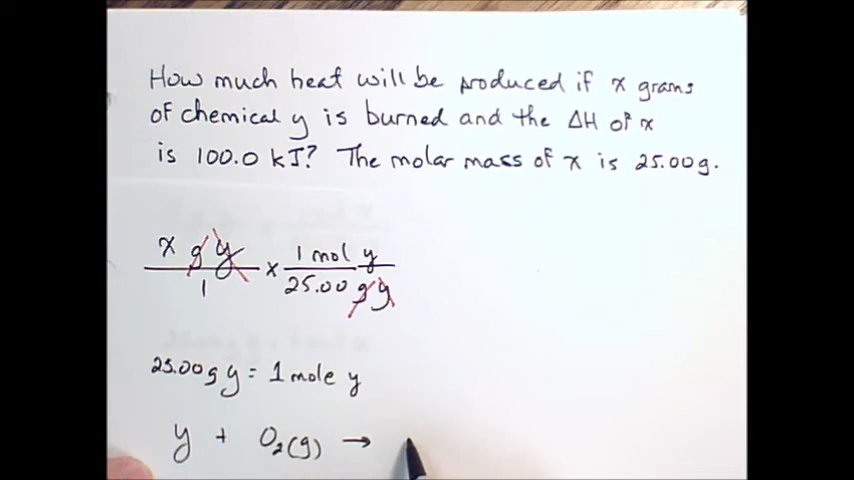 How much heat will be produced if x grams
of chemical y is burned and the ΔH of x
is 100.0 kJ? The molar mass of x is 25.00g.
x g y / 1 x 1 mol y / 25.00 g y
25.00g y = 1 mole y
y + O₂(g) →